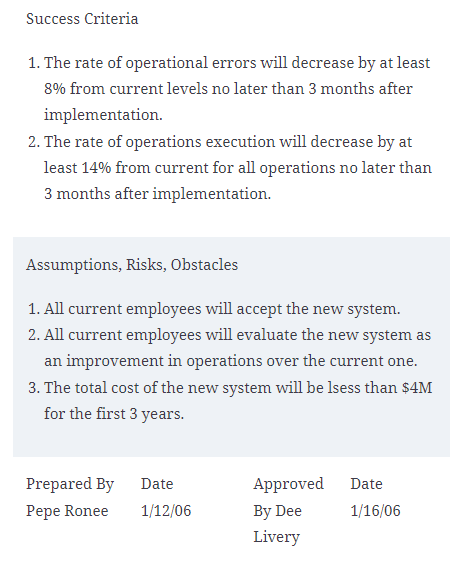 Success Criteria
1. The rate of operational errors will decrease by at least
8% from current levels no later than 3 months after
implementation.
2. The rate of operations execution will decrease by at
least 14% from current for all operations no later than
3 months after implementation.
Assumptions, Risks, Obstacles
1. All current employees will accept the new system.
2. All current employees will evaluate the new system as
an improvement in operations over the current one.
3. The total cost of the new system will be lsess than $4M
for the first 3 years.
Prepared By Date Approved Date
Pepe Ronee 1/12/06 By Dee 1/16/06
Livery